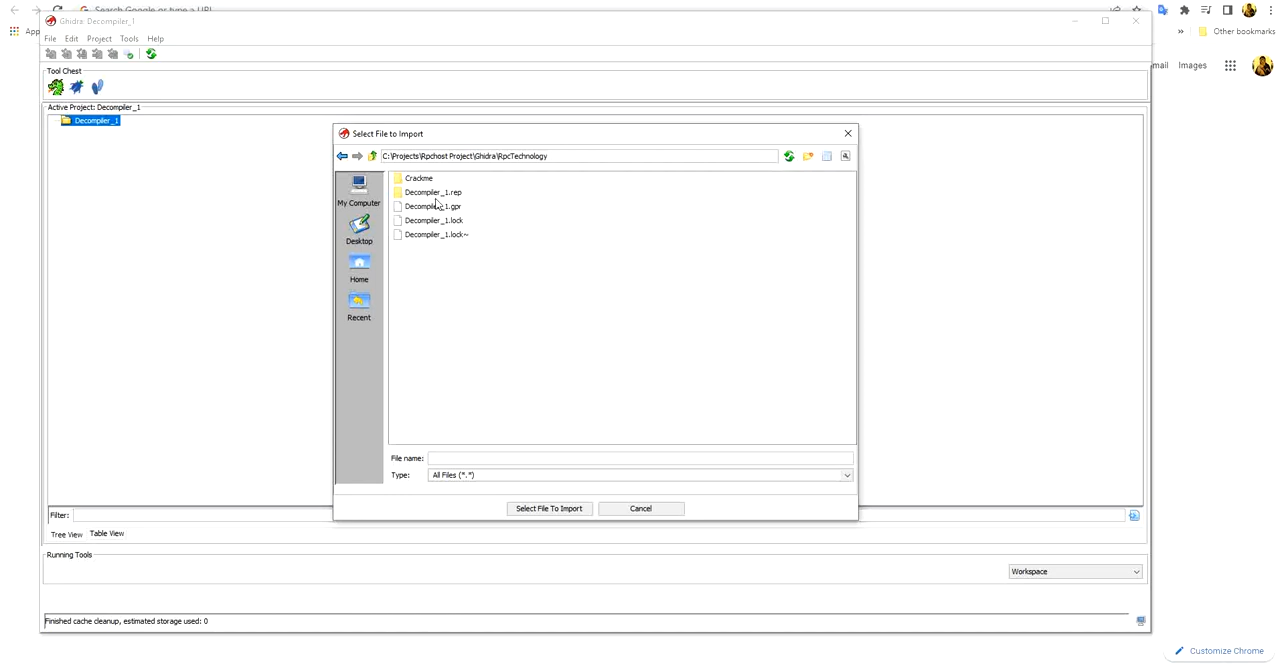 Search Google or type a URL
Ghidra: Decompiler_1
App
Other bookmarks
File Edit Project Tools Help
mail Images
Tool Chest
Active Project: Decompiler_1
Decompiler_1
Select File to Import
C:\Projects\Rpchost Project\Ghidra\RpcTechnology
Crackme
Decompiler_1.rep
Decompiler_1.gpr
Decompiler_1.lock
Decompiler_1.lock~
My Computer
Desktop
Home
Recent
File name:
Type: All Files (*.*)
Select File To Import Cancel
Filter:
Tree View Table View
Running Tools
Workspace
Finished cache cleanup, estimated storage used: 0
Customize Chrome